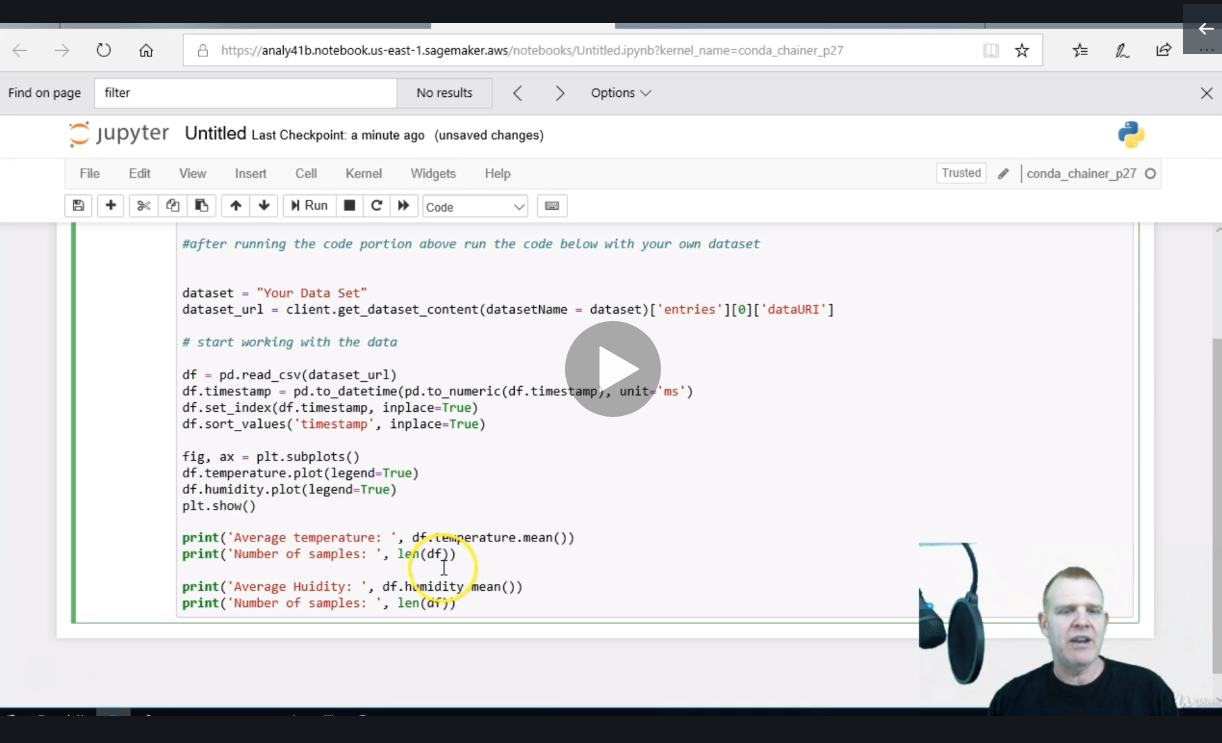 https://analy41b.notebook.us-east-1.sagemaker.aws/notebooks/Untitled.ipynb?kernel_name=conda_chainer_p27
Find on page filter No results Options
jupyter Untitled Last Checkpoint: a minute ago (unsaved changes)
File Edit View Insert Cell Kernel Widgets Help Trusted conda_chainer_p27
Run Code
#after running the code portion above run the code below with your own dataset
dataset = "Your Data Set"
dataset_url = client.get_dataset_content(datasetName = dataset)['entries'][0]['dataURI']
# start working with the data
df = pd.read_csv(dataset_url)
df.timestamp = pd.to_datetime(pd.to_numeric(df.timestamp), unit='ms')
df.set_index(df.timestamp, inplace=True)
df.sort_values('timestamp', inplace=True)
fig, ax = plt.subplots()
df.temperature.plot(legend=True)
df.humidity.plot(legend=True)
plt.show()
print('Average temperature: ', df.temperature.mean())
print('Number of samples: ', len(df))
print('Average Huidity: ', df.humidity.mean())
print('Number of samples: ', len(df))